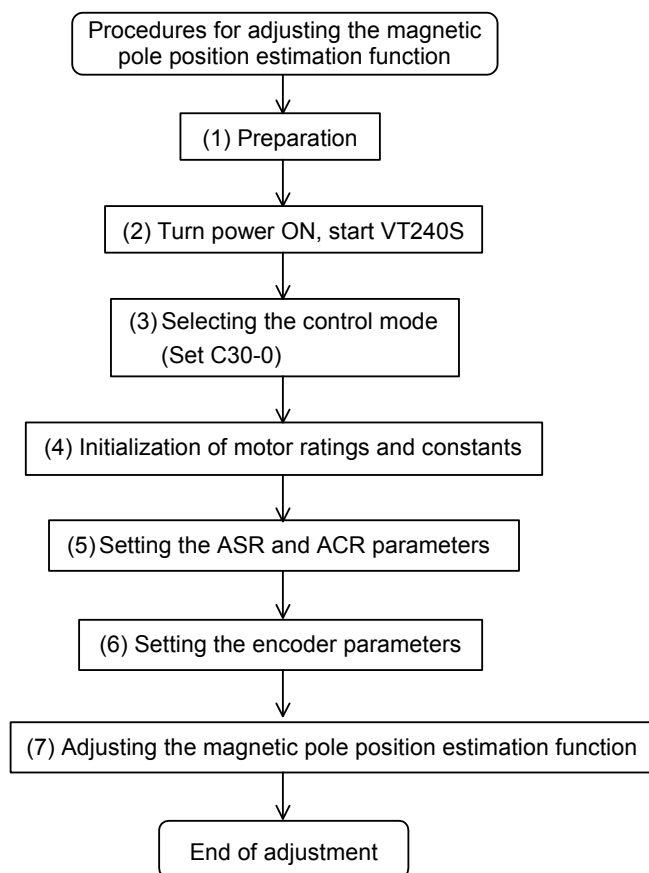 Procedures for adjusting the magnetic
pole position estimation function
(1) Preparation
(2) Turn power ON, start VT240S
(3) Selecting the control mode
(Set C30-0)
(4) Initialization of motor ratings and constants
(5) Setting the ASR and ACR parameters
(6) Setting the encoder parameters
(7) Adjusting the magnetic pole position estimation function
End of adjustment